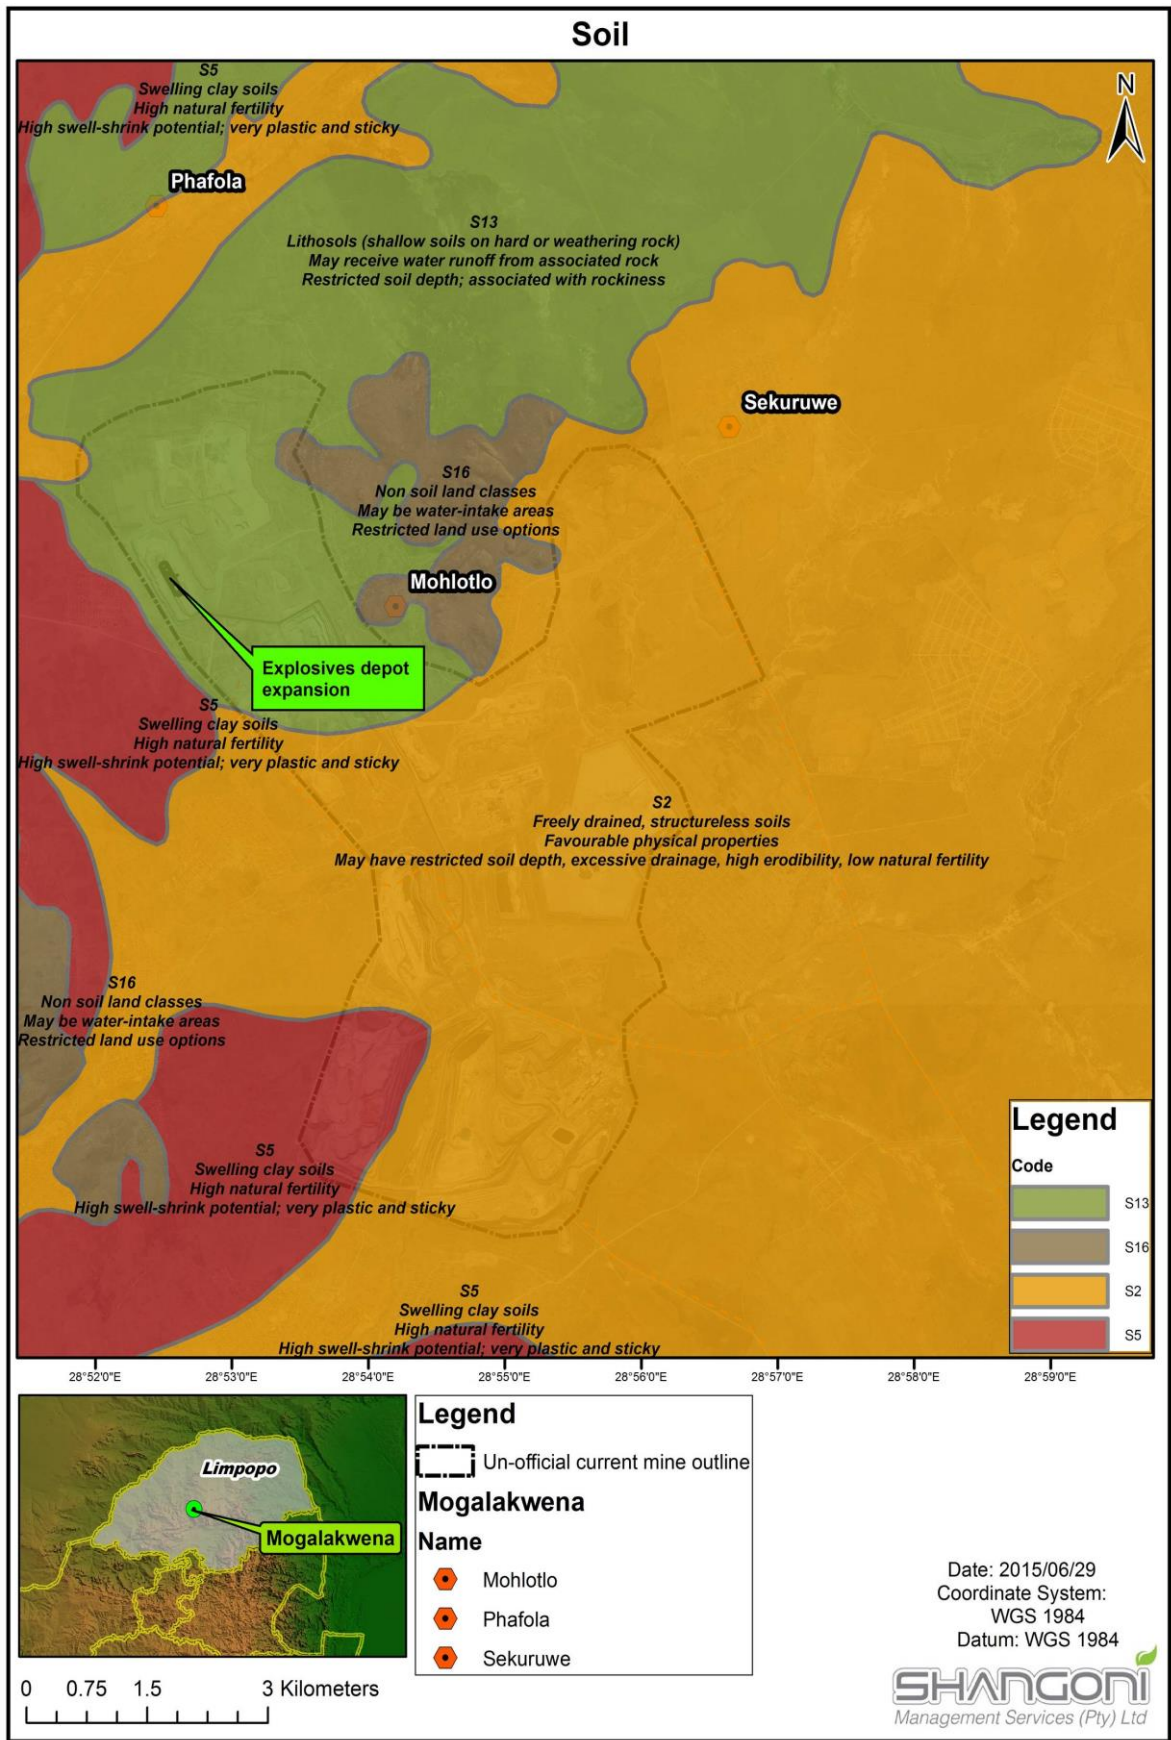 Soil
S5
Swelling clay soils
High natural fertility
High swell-shrink potential; very plastic and sticky
N
Phafola
S13
Lithosols (shallow soils on hard or weathering rock)
May receive water runoff from associated rock
Restricted soil depth; associated with rockiness
Sekuruwe
S16
Non soil land classes
May be water-intake areas
Restricted land use options
Mohlotlo
Explosives depot
expansion
S5
Swelling clay soils
High natural fertility
High swell-shrink potential; very plastic and sticky
S2
Freely drained, structureless soils
Favourable physical properties
May have restricted soil depth, excessive drainage, high erodibility, low natural fertility
S16
Non soil land classes
May be water-intake areas
Restricted land use options
S5
Swelling clay soils
High natural fertility
High swell-shrink potential; very plastic and sticky
S5
Swelling clay soils
High natural fertility
High swell-shrink potential; very plastic and sticky
Legend
Code
S13
S16
S2
S5
28°52'0"E 28°53'0"E 28°54'0"E 28°55'0"E 28°56'0"E 28°57'0"E 28°58'0"E 28°59'0"E
Limpopo
Mogalakwena
Legend
Un-official current mine outline
Mogalakwena
Name
Mohlotlo
Phafola
Sekuruwe
0 0.75 1.5 3 Kilometers
Date: 2015/06/29
Coordinate System:
WGS 1984
Datum: WGS 1984
SHANGONI
Management Services (Pty) Ltd